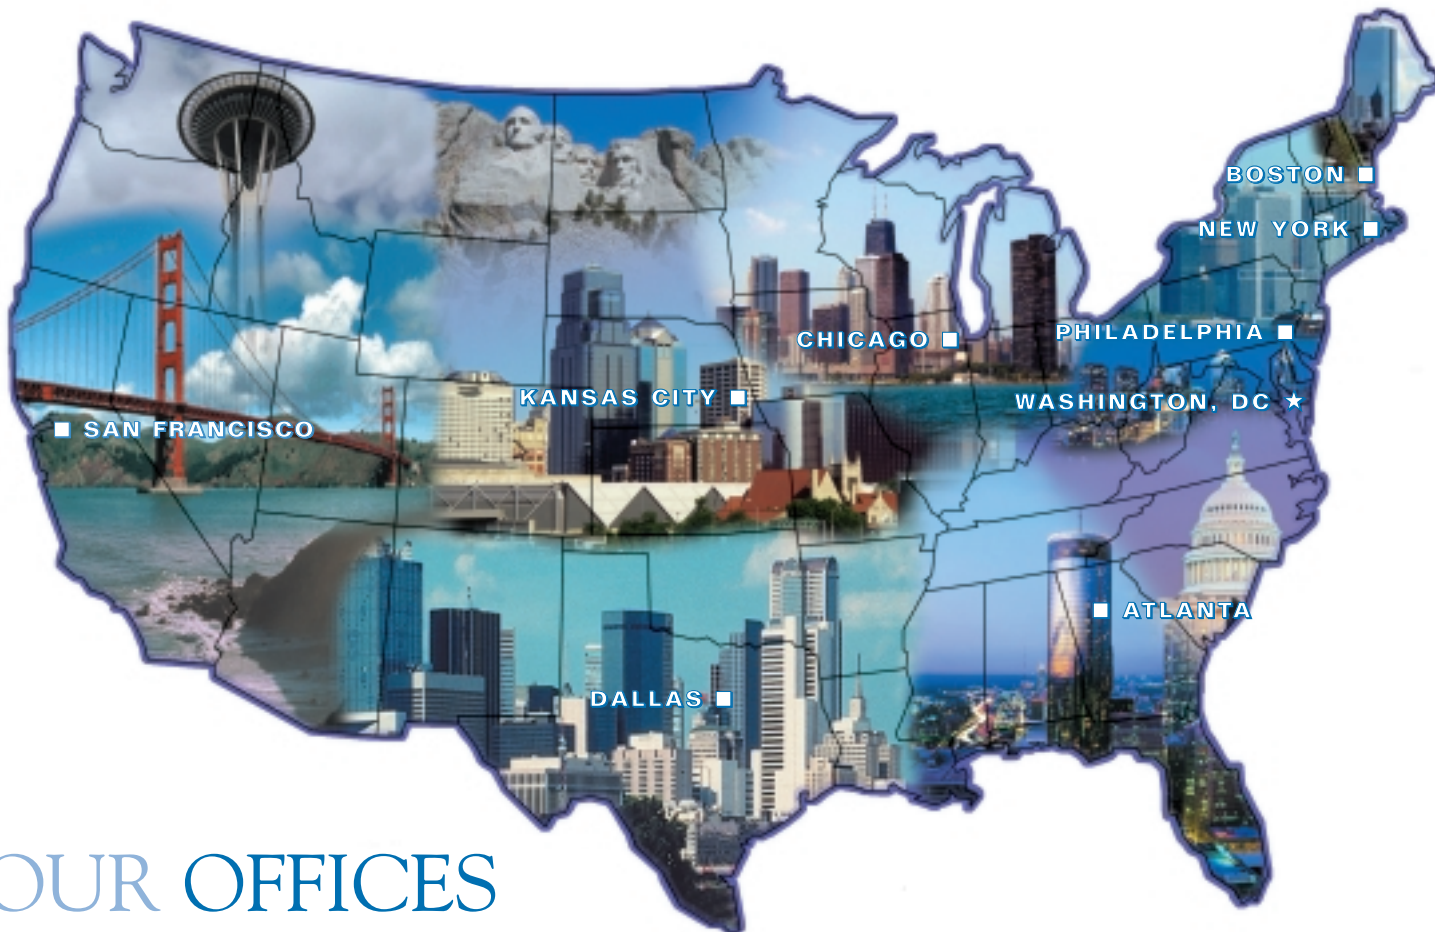 BOSTON
NEW YORK
CHICAGO
PHILADELPHIA
KANSAS CITY
WASHINGTON, DC
SAN FRANCISCO
ATLANTA
DALLAS
OUR OFFICES